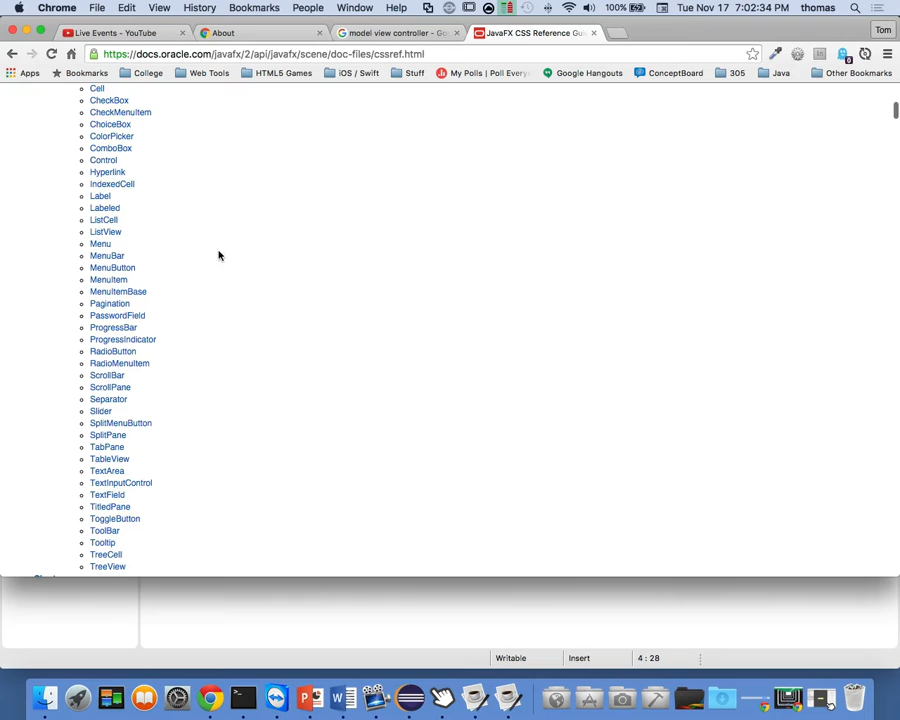 Chrome File Edit View History Bookmarks People Window Help 100% Tue Nov 17 7:02:34 PM thomas
Live Events - YouTube × About × model view controller - Go × JavaFX CSS Reference Gu × Tom
https://docs.oracle.com/javafx/2/api/javafx/scene/doc-files/cssref.html
Apps Bookmarks College Web Tools HTML5 Games iOS / Swift Stuff My Polls | Poll Every Google Hangouts ConceptBoard 305 Java Other Bookmarks
Cell
CheckBox
CheckMenuItem
ChoiceBox
ColorPicker
ComboBox
Control
Hyperlink
IndexedCell
Label
Labeled
ListCell
ListView
Menu
MenuBar
MenuButton
MenuItem
MenuItemBase
Pagination
PasswordField
ProgressBar
ProgressIndicator
RadioButton
RadioMenuItem
ScrollBar
ScrollPane
Separator
Slider
SplitMenuButton
SplitPane
TabPane
TableView
TextArea
TextInputControl
TextField
TitledPane
ToggleButton
ToolBar
Tooltip
TreeCell
TreeView
Writable Insert 4 : 28